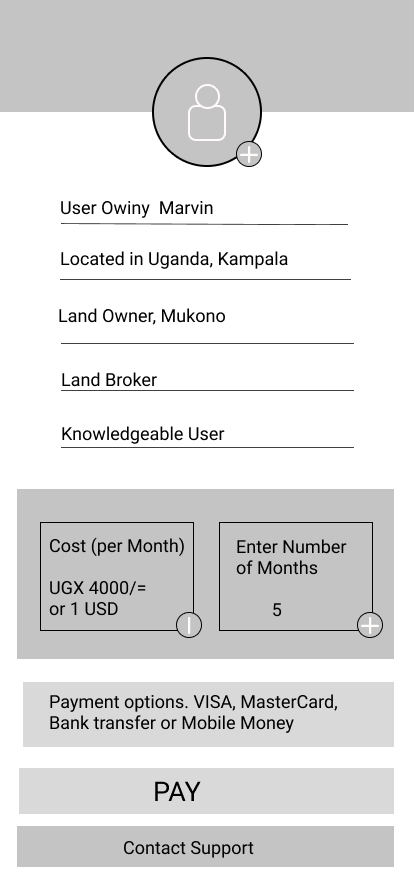 User Owiny  Marvin
Located in Uganda, Kampala
Land Owner, Mukono
Land Broker
Knowledgeable User
Cost (per Month)
UGX 4000/=
or 1 USD
Enter Number
of Months
5
Payment options. VISA, MasterCard,
Bank transfer or Mobile Money
PAY
Contact Support